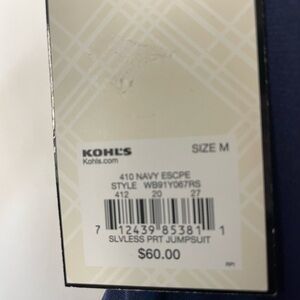 KOHL'S SIZE M
Kohls.com
410 NAVY ESCPE
STYLE WB91Y067RS
412 20 27
7 12439 85381 1
SLVLESS PRT JUMPSUIT
$60.00